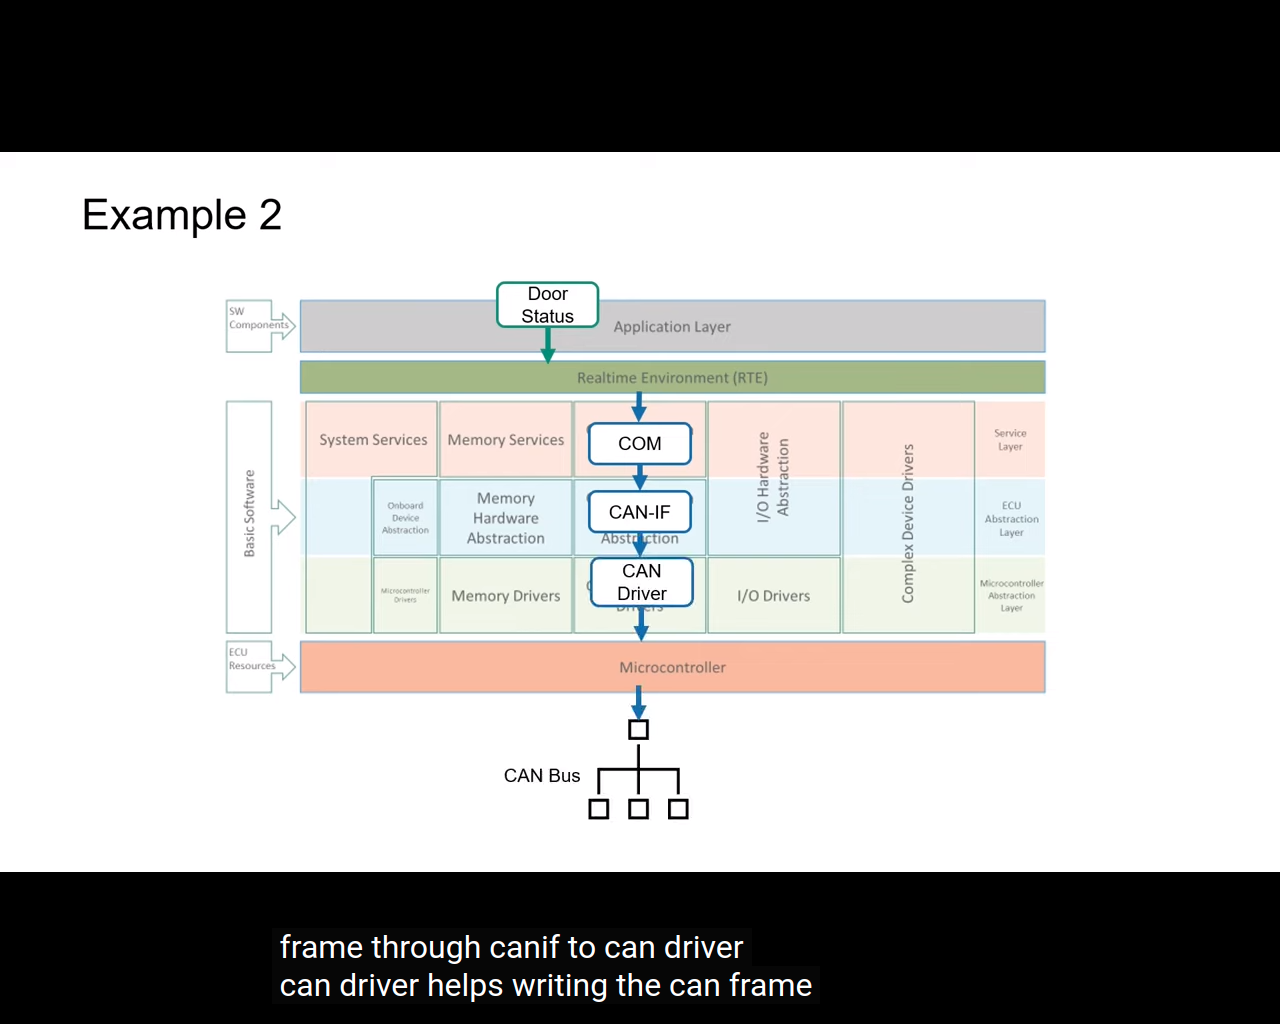 Example 2
Door
Status
SW
Components
Application Layer
Realtime Environment (RTE)
Basic Software
System Services
Memory Services
COM
I/O Hardware
Abstraction
Complex Device Drivers
Service
Layer
Onboard
Device
Abstraction
Memory
Hardware
Abstraction
CAN-IF
Abstraction
ECU
Abstraction
Layer
Microcontroller
Drivers
Memory Drivers
CAN
Driver
Drivers
I/O Drivers
Microcontroller
Abstraction
Layer
ECU
Resources
Microcontroller
CAN Bus
frame through canif to can driver
can driver helps writing the can frame